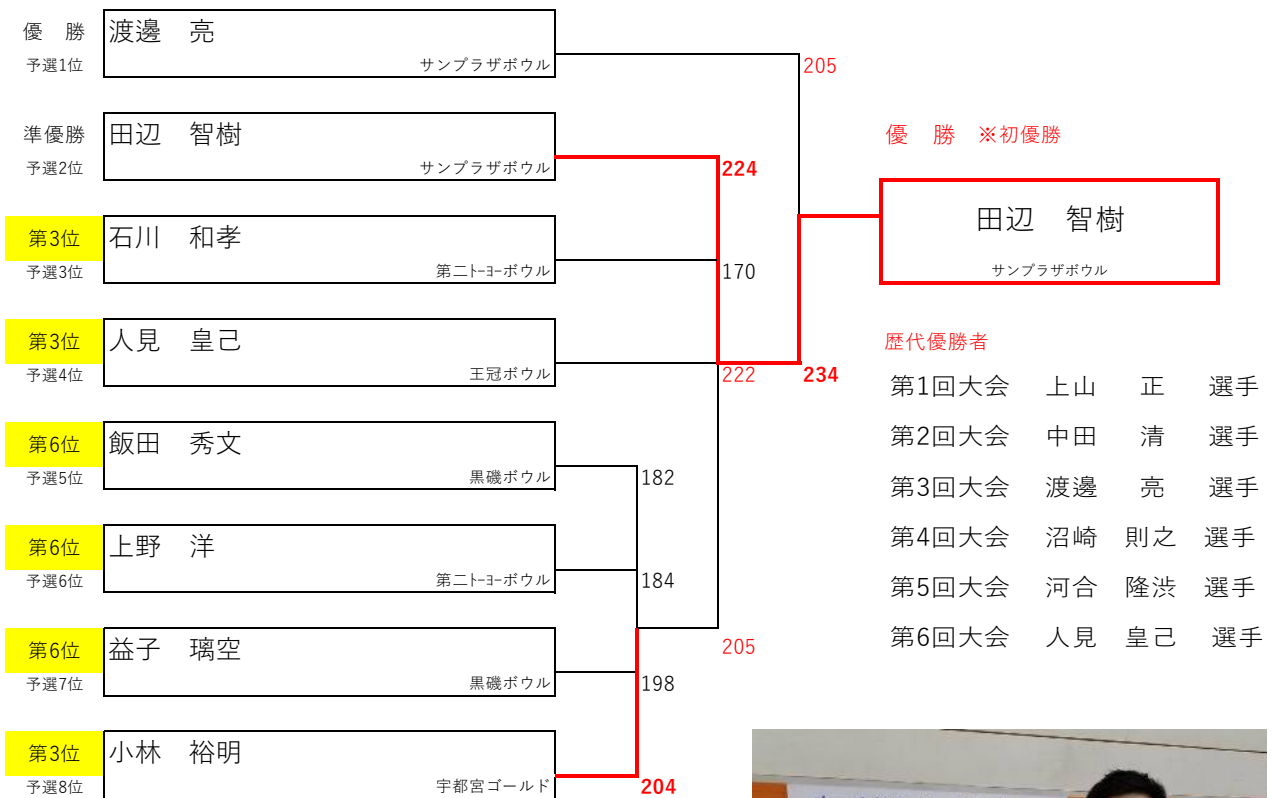 優　勝 渡邊　亮
予選1位 サンプラザボウル 205
準優勝 田辺　智樹 優　勝　※初優勝
予選2位 サンプラザボウル 224
田辺　智樹
第3位 石川　和孝
予選3位 第二トーヨーボウル 170 サンプラザボウル
第3位 人見　皇己 歴代優勝者
予選4位 王冠ボウル 222 234
第1回大会　上山　正　選手
第6位 飯田　秀文 第2回大会　中田　清　選手
予選5位 黒磯ボウル 182
第3回大会　渡邊　亮　選手
第6位 上野　洋 第4回大会　沼崎　則之　選手
予選6位 第二トーヨーボウル 184 第5回大会　河合　隆渋　選手
第6位 益子　璃空 205 第6回大会　人見　皇己　選手
予選7位 黒磯ボウル 198
第3位 小林　裕明
予選8位 宇都宮ゴールド 204